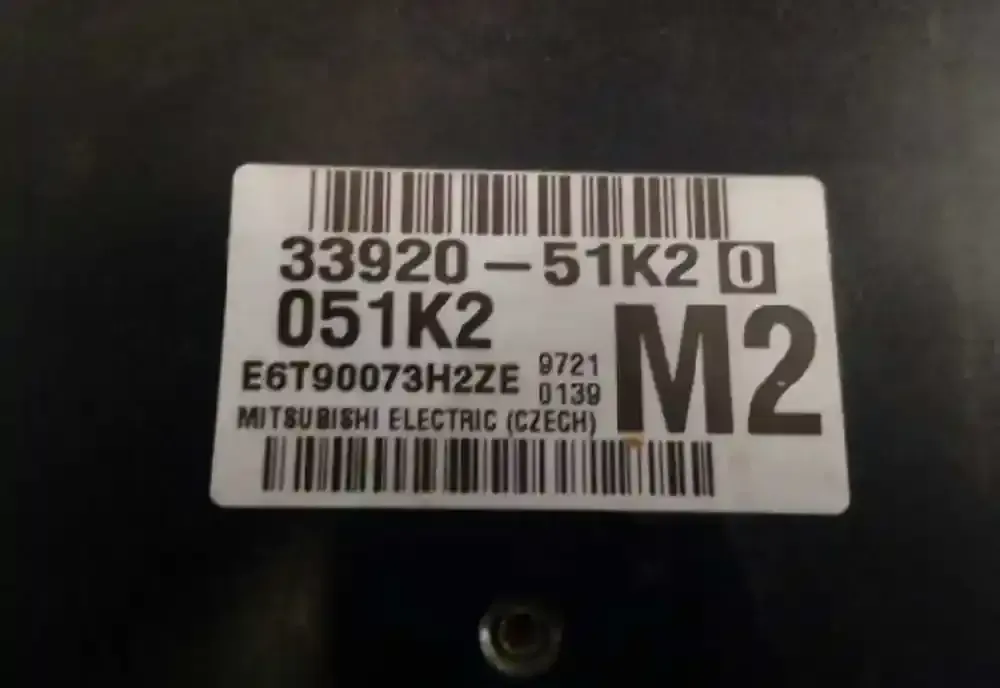 33920-51K2 0
051K2
M2
E6T90073H2ZE
9721
0139
MITSUBISHI ELECTRIC (CZECH)